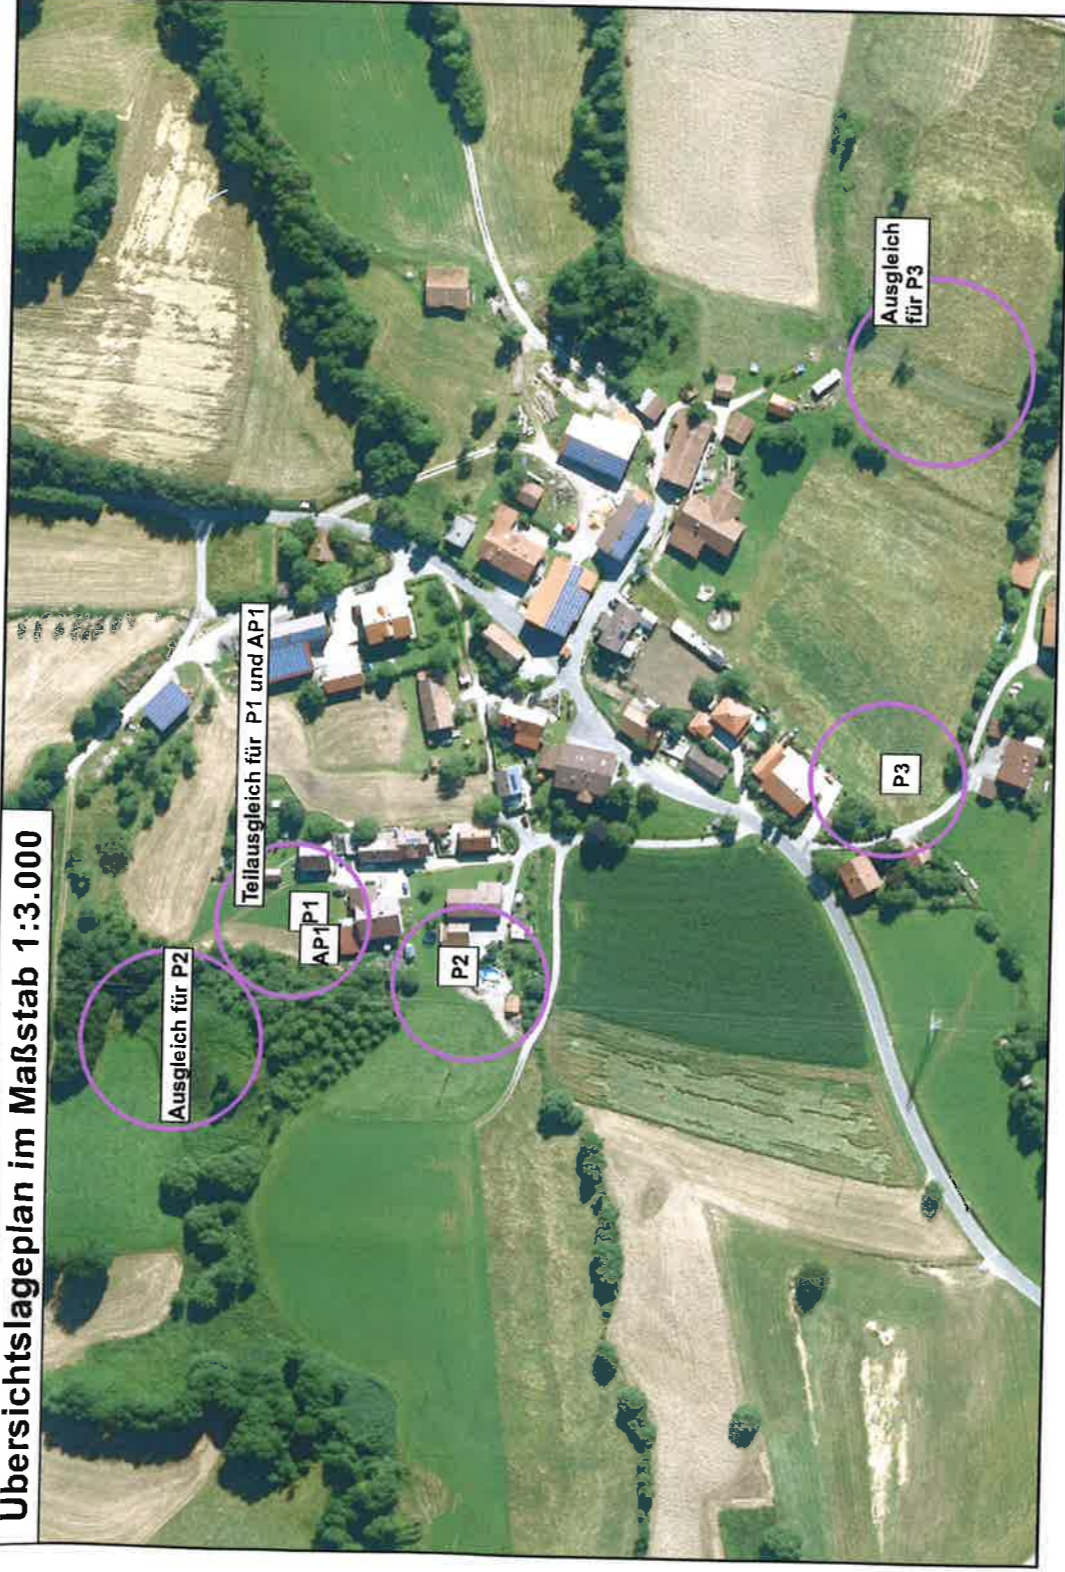 Übersichtslageplan im Maßstab 1:3.000
Ausgleich für P2
Teilausgleich für P1 und AP1
P1
AP1
P2
P3
Ausgleich
für P3